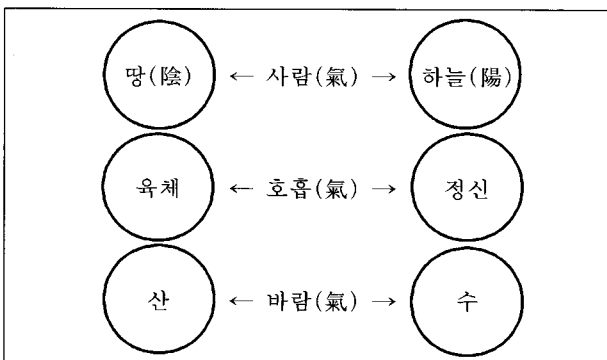 땅(陰) ← 사람(氣) → 하늘(陽)
육체 ← 호흡(氣) → 정신
산 ← 바람(氣) → 수